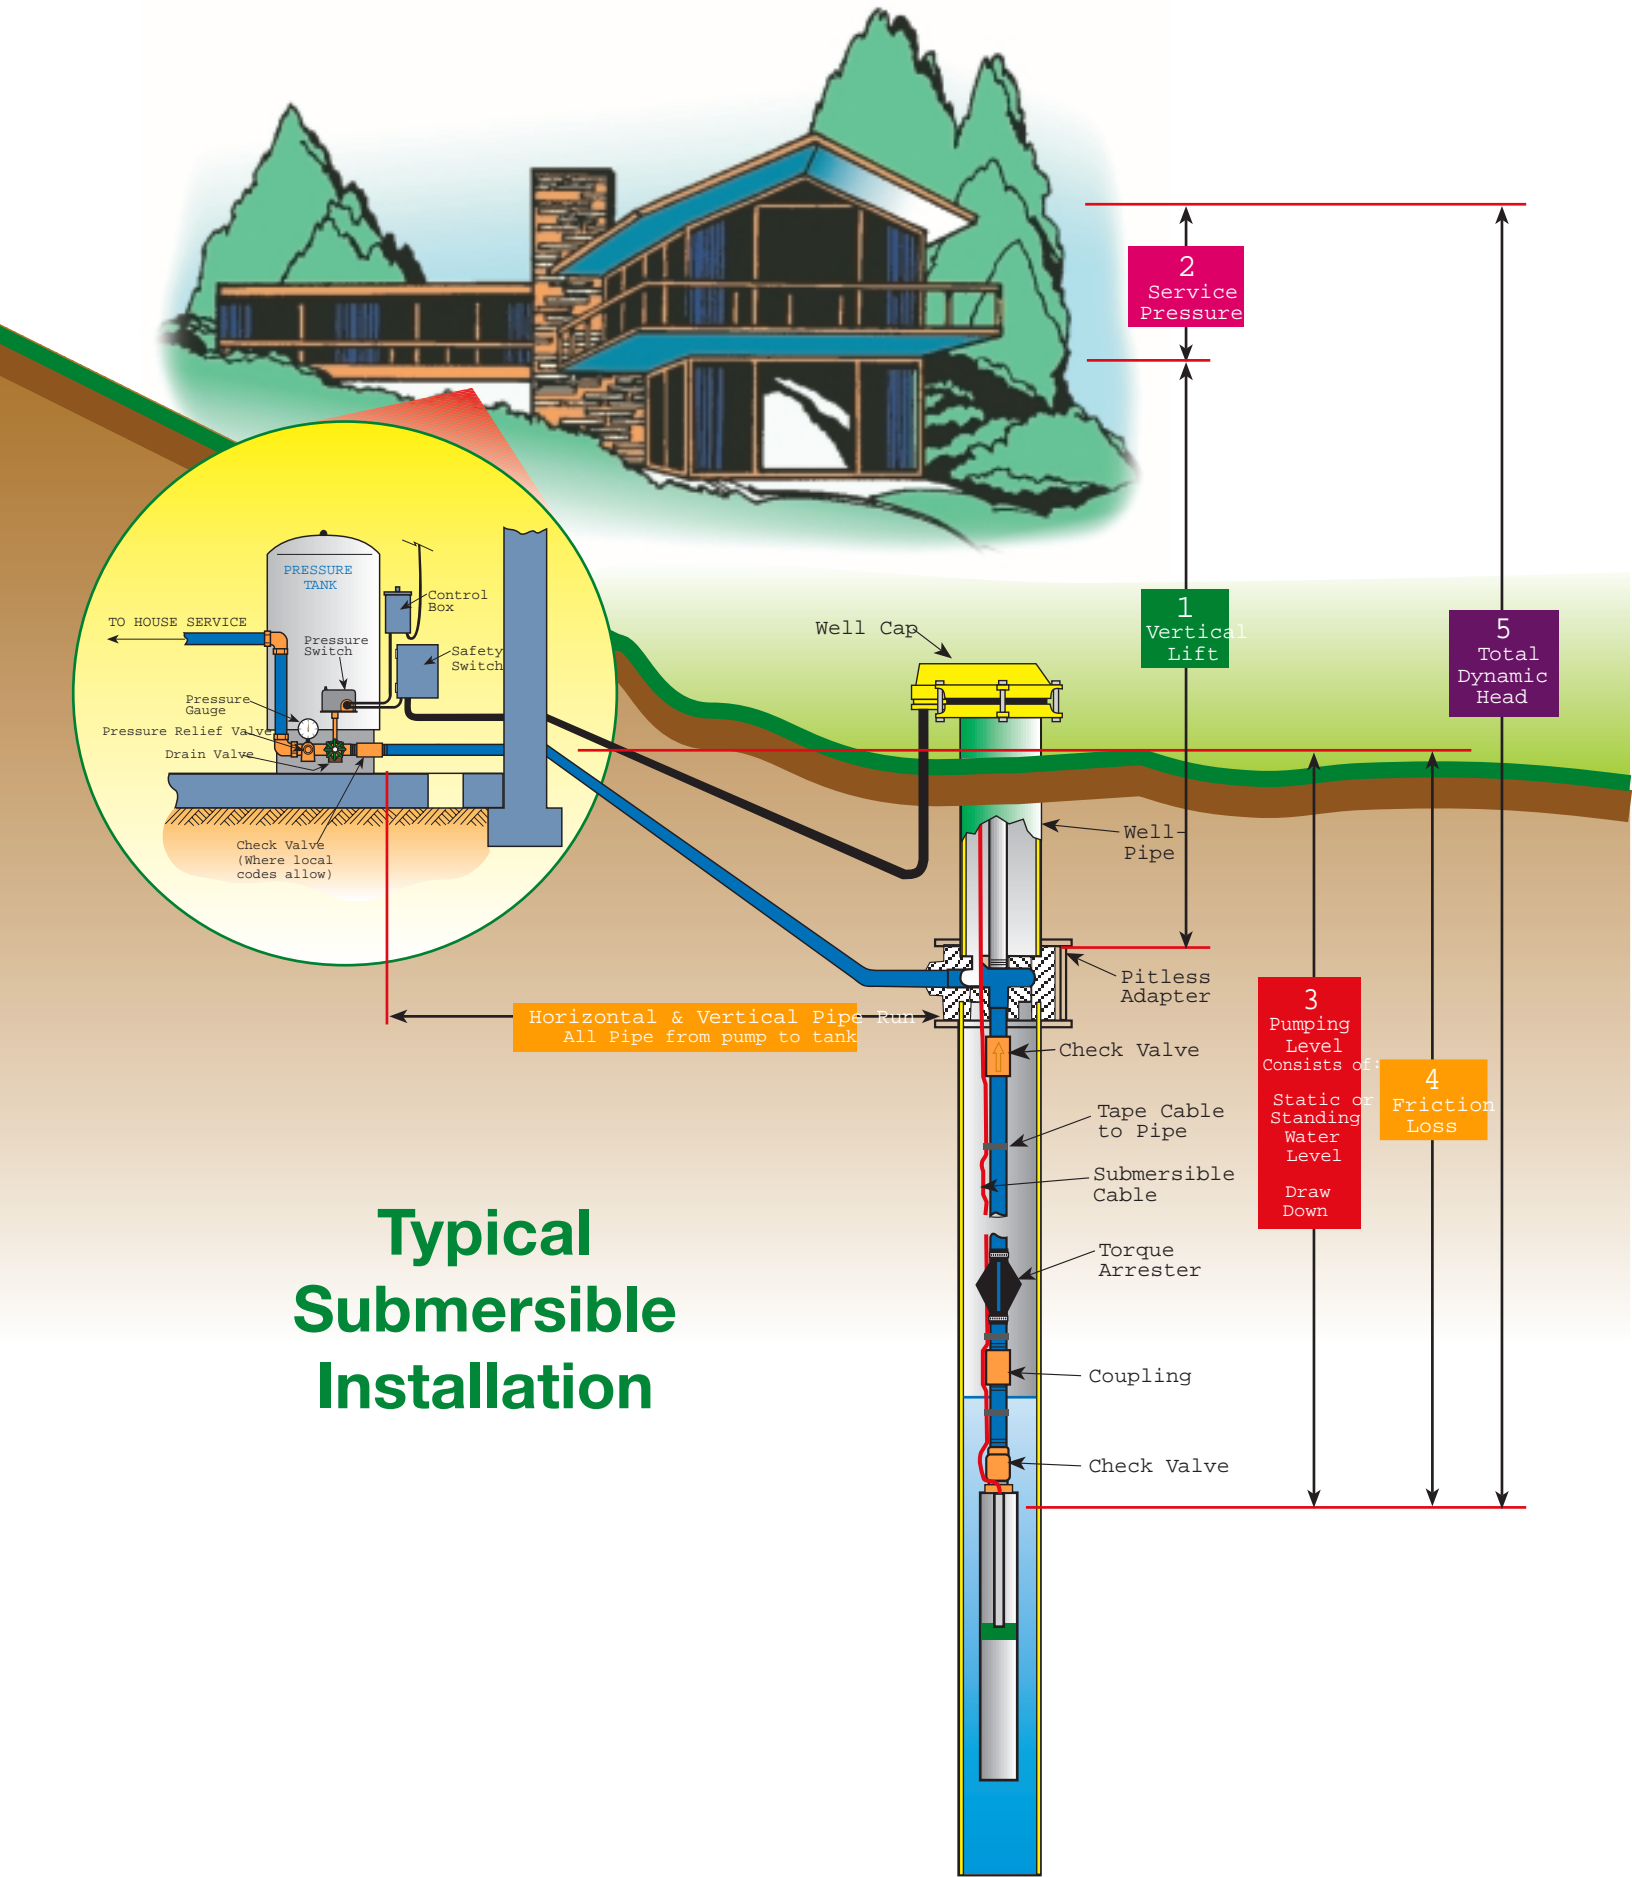 2
Service
Pressure
PRESSURE
TANK
Control
Box
TO HOUSE SERVICE
Pressure
Switch
Safety
Switch
Pressure
Gauge
Pressure Relief Valve
Drain Valve
Check Valve
(Where local
codes allow)
Well Cap
1
Vertical
Lift
5
Total
Dynamic
Head
Well-
Pipe
Pitless
Adapter
Horizontal & Vertical Pipe Run
All Pipe from pump to tank
Check Valve
3
Pumping
Level
Consists of:
Static or
Standing
Water
Level
Draw
Down
4
Friction
Loss
Tape Cable
to Pipe
Submersible
Cable
Typical
Submersible
Installation
Torque
Arrester
Coupling
Check Valve